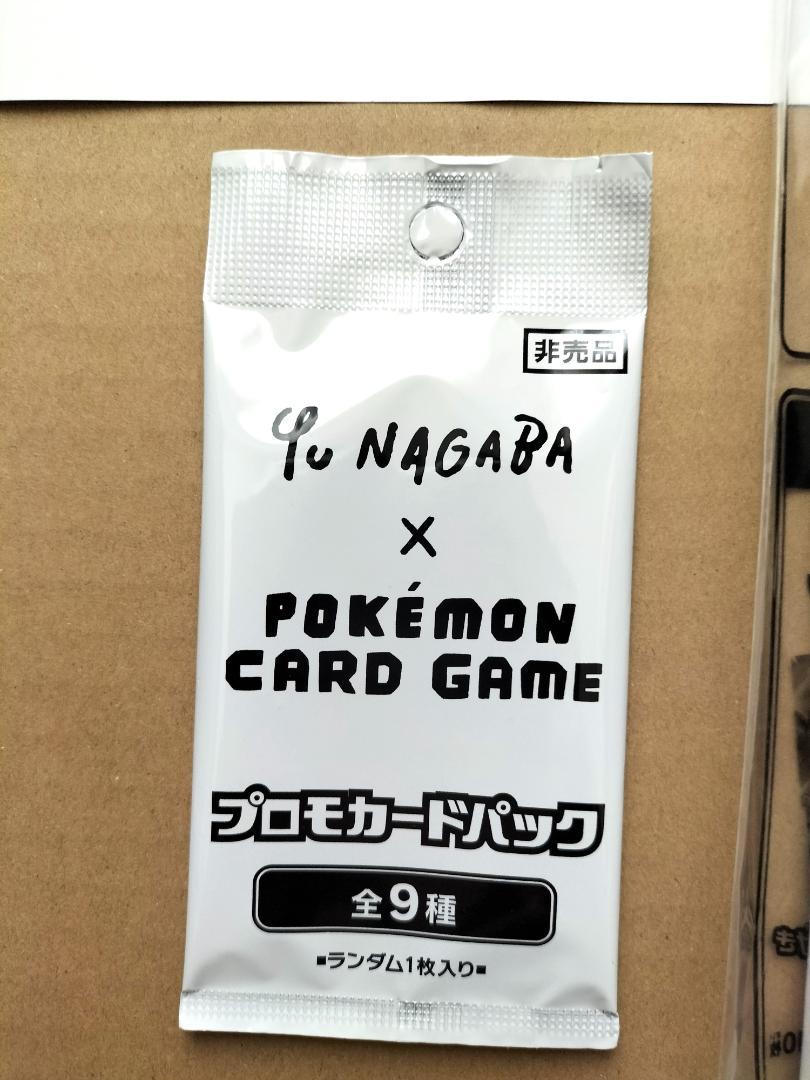 非売品
Yu NAGABA
×
POKÉMON
CARD GAME
プロモカードパック
全9種
▪ランダム1枚入り▪